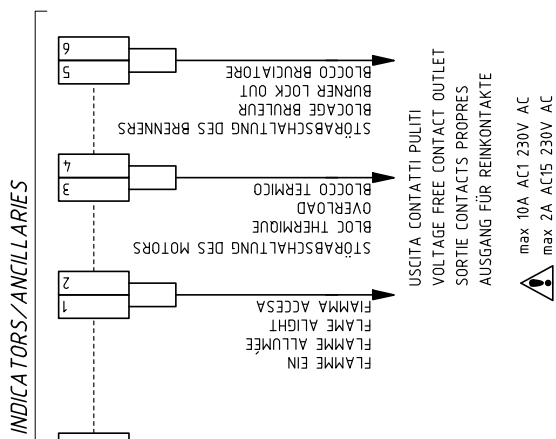 INDICATORS/ANCILLARIES
6
5
BLOCCO BRUCIATORE
BURNER LOCK OUT
BLOCAGE BRULEUR
STÖRABSCHALTUNG DES BRENNERS
4
3
BLOCCO TERMICO
OVERLOAD
BLOC THERMIQUE
STÖRABSCHALTUNG DES MOTORS
2
1
FIAMMA ACCESA
FLAME ALIGHT
FLAMME ALLUMÉE
FLAMME EIN
USCITA CONTATTI PULITI
VOLTAGE FREE CONTACT OUTLET
SORTIE CONTACTS PROPRES
AUSGANG FÜR REINKONTAKTE
max 10A AC1 230V AC
max 2A AC15 230V AC